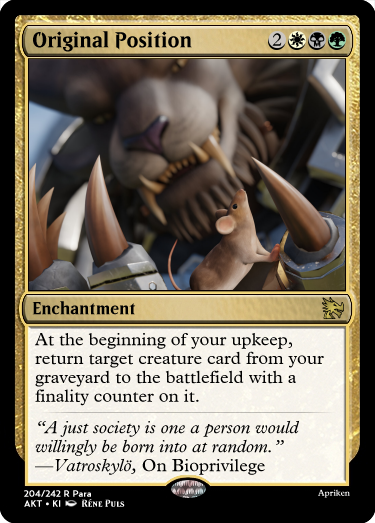 Original Position 2
Enchantment
At the beginning of your upkeep,
return target creature card from your
graveyard to the battlefield with a
finality counter on it.
“A just society is one a person would
willingly be born into at random.”
—Vatroskylö, On Bioprivilege
204/242 R Para
AKT • KI Réne Puls
Apriken